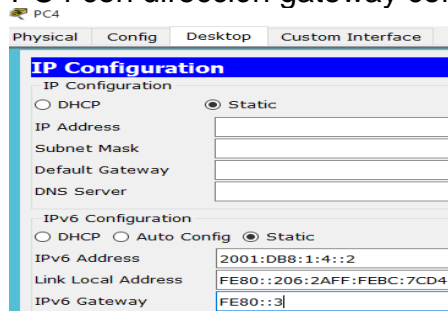 PC4
Physical Config Desktop Custom Interface
IP Configuration
IP Configuration
DHCP Static
IP Address
Subnet Mask
Default Gateway
DNS Server
IPv6 Configuration
DHCP Auto Config Static
IPv6 Address 2001:DB8:1:4::2
Link Local Address FE80::206:2AFF:FEBC:7CD4
IPv6 Gateway FE80::3